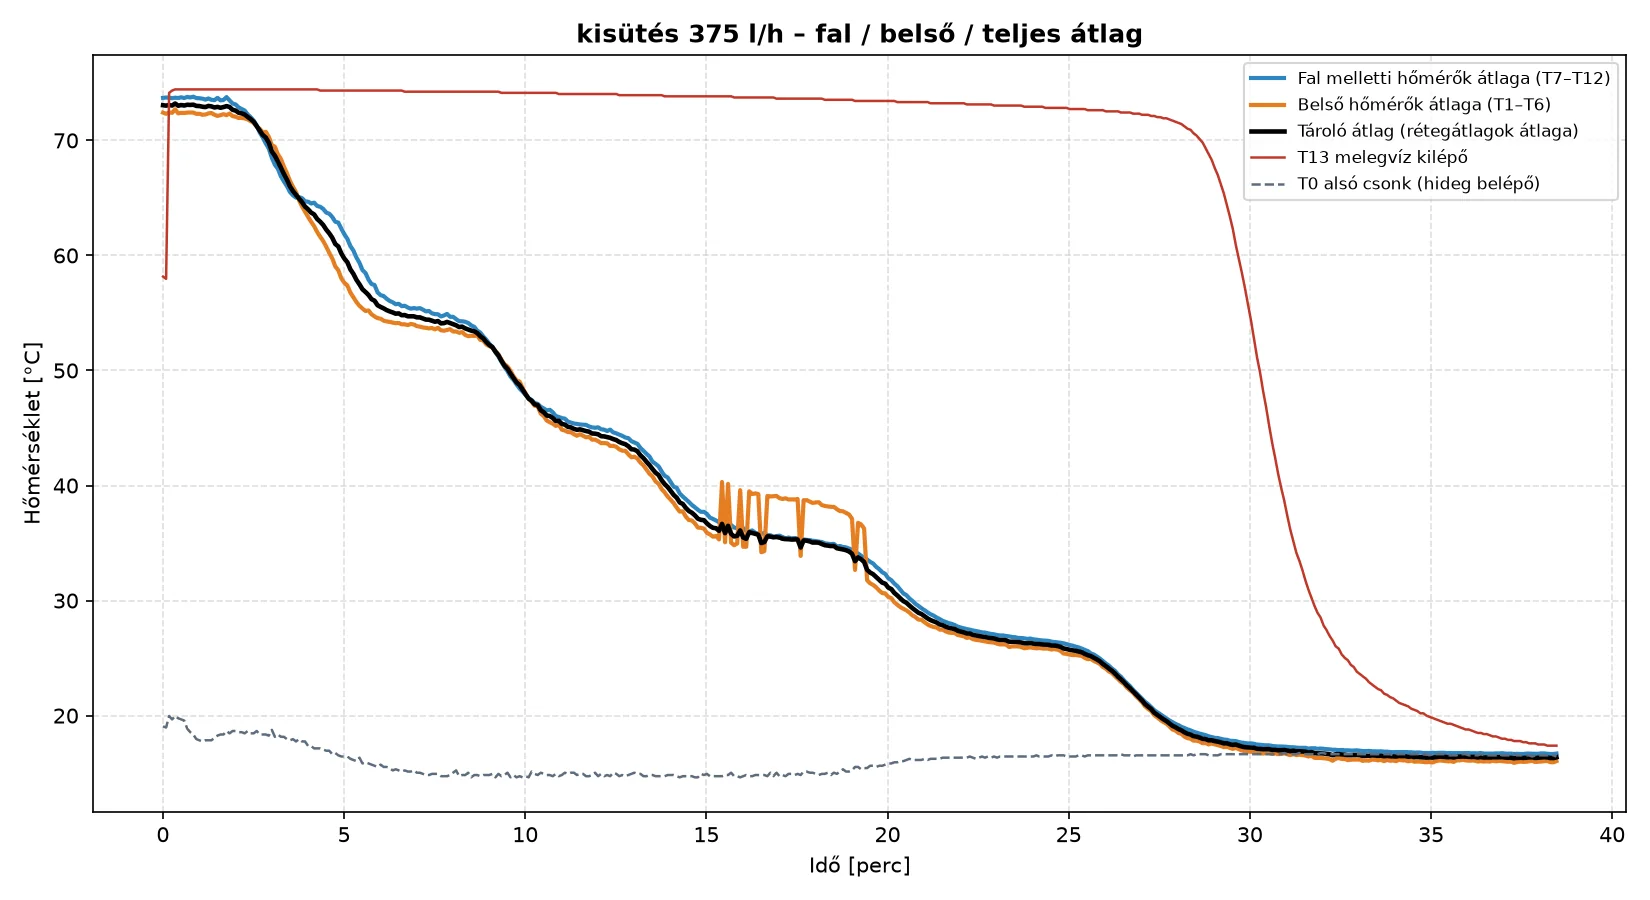 kisütés 375 l/h – fal / belső / teljes átlag
Fal melletti hőmérők átlaga (T7–T12)
Belső hőmérők átlaga (T1–T6)
Tároló átlag (rétegátlagok átlaga)
T13 melegvíz kilépő
T0 alsó csonk (hideg belépő)
Hőmérséklet [°C]
70
60
50
40
30
20
0 5 10 15 20 25 30 35 40
Idő [perc]